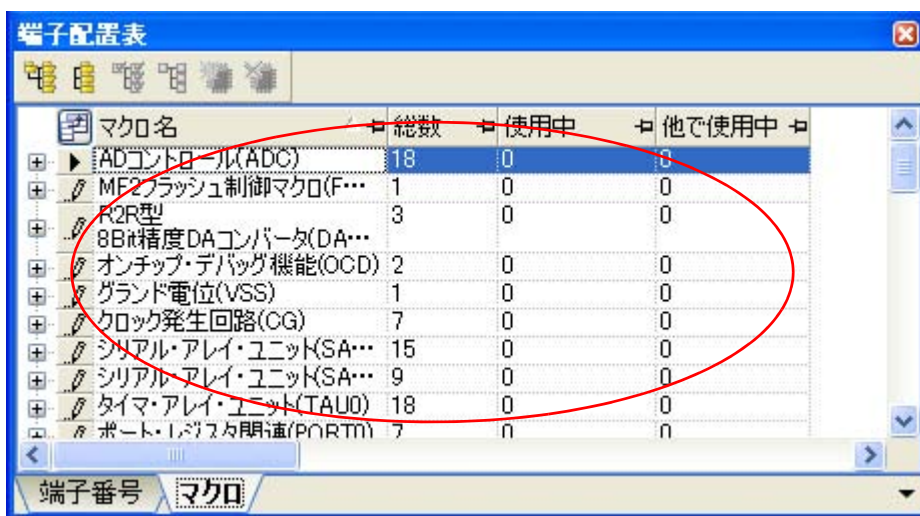 端子配置表
マクロ名 総数 使用中 他で使用中
ADコントロール(ADC) 18 0 0
MF2フラッシュ制御マクロ(F… 1 0 0
R2R型
8Bit精度DAコンバータ(DA… 3 0 0
オンチップ・デバッグ機能(OCD) 2 0 0
グランド電位(VSS) 1 0 0
クロック発生回路(CG) 7 0 0
シリアル・アレイ・ユニット(SA… 15 0 0
シリアル・アレイ・ユニット(SA… 9 0 0
タイマ・アレイ・ユニット(TAU0) 18 0 0
ポート・レジスタ関連(PORT0) 7 0 0
端子番号 マクロ